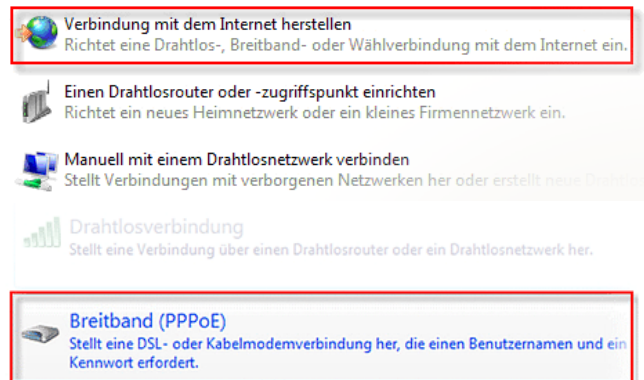 Verbindung mit dem Internet herstellen
Richtet eine Drahtlos-, Breitband- oder Wählverbindung mit dem Internet ein.
Einen Drahtlosrouter oder -zugriffspunkt einrichten
Richtet ein neues Heimnetzwerk oder ein kleines Firmennetzwerk ein.
Manuell mit einem Drahtlosnetzwerk verbinden
Stellt Verbindungen mit verborgenen Netzwerken her oder erstellt neue
Drahtlosverbindung
Stellt eine Verbindung über einen Drahtlosrouter oder ein Drahtlosnetzwerk her.
Breitband (PPPoE)
Stellt eine DSL- oder Kabelmodemverbindung her, die einen Benutzernamen und ein
Kennwort erfordert.